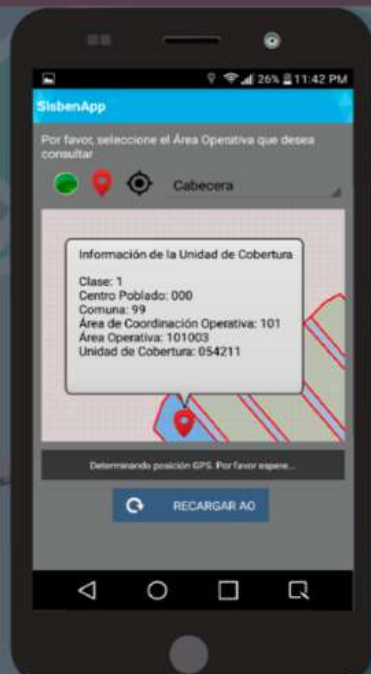 26% 11:42 PM
SisbenApp
Por favor, seleccione el Área Operativa que desea
consultar
Cabecera
Información de la Unidad de Cobertura
Clase: 1
Centro Poblado: 000
Comuna: 99
Área de Coordinación Operativa: 101
Área Operativa: 101003
Unidad de Cobertura: 054211
Determinando posición GPS. Por favor espere...
RECARGAR AO